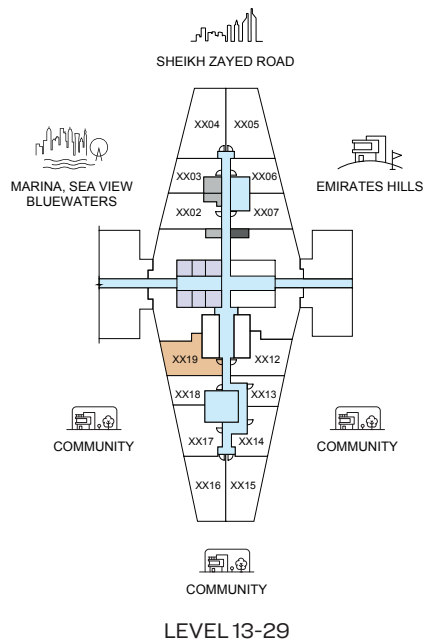 SHEIKH ZAYED ROAD
XX04 XX05
MARINA, SEA VIEW
BLUEWATERS
EMIRATES HILLS
XX03 XX06
XX02 XX07
XX19 XX12
XX18 XX13
XX17 XX14
XX16 XX15
COMMUNITY
COMMUNITY
COMMUNITY
LEVEL 13-29